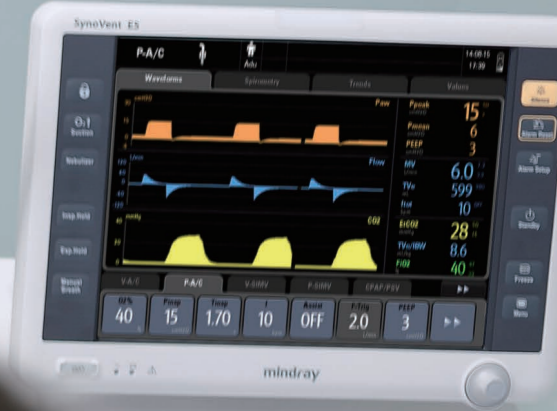 SynoVent E5
P-A/C
Adu
14-08-15
17:39
Waveforms
Spirometry
Trends
Values
Paw
Ppeak
15
Pmean
6
PEEP
3
Flow
MV
6.0
TVe
599
ftot
10
CO2
EtCO2
28
TVe/IBW
8.6
FiO2
40
O2↑
Suction
Nebulizer
Insp.Hold
Exp.Hold
Manual
Breath
Alarm Reset
Alarm Setup
Standby
Freeze
Menu
V-A/C
P-A/C
V-SIMV
P-SIMV
CPAP/PSV
O2%
40
Pinsp
15
Tinsp
1.70
f
10
Assist
OFF
F-Trig
2.0
PEEP
3
mindray